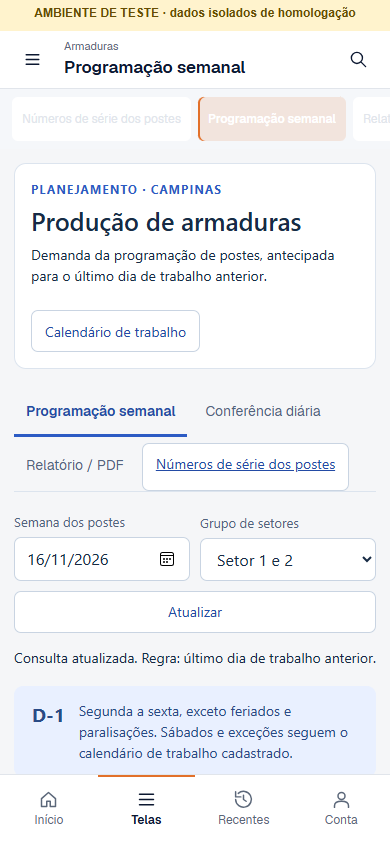 AMBIENTE DE TESTE · dados isolados de homologação
Armaduras
Programação semanal
Números de série dos postes
Programação semanal
Relat
PLANEJAMENTO · CAMPINAS
Produção de armaduras
Demanda da programação de postes, antecipada
para o último dia de trabalho anterior.
Calendário de trabalho
Programação semanal
Conferência diária
Relatório / PDF
Números de série dos postes
Semana dos postes
Grupo de setores
16/11/2026
Setor 1 e 2
Atualizar
Consulta atualizada. Regra: último dia de trabalho anterior.
D-1
Segunda a sexta, exceto feriados e
paralisações. Sábados e exceções seguem o
calendário de trabalho cadastrado.
Início
Telas
Recentes
Conta